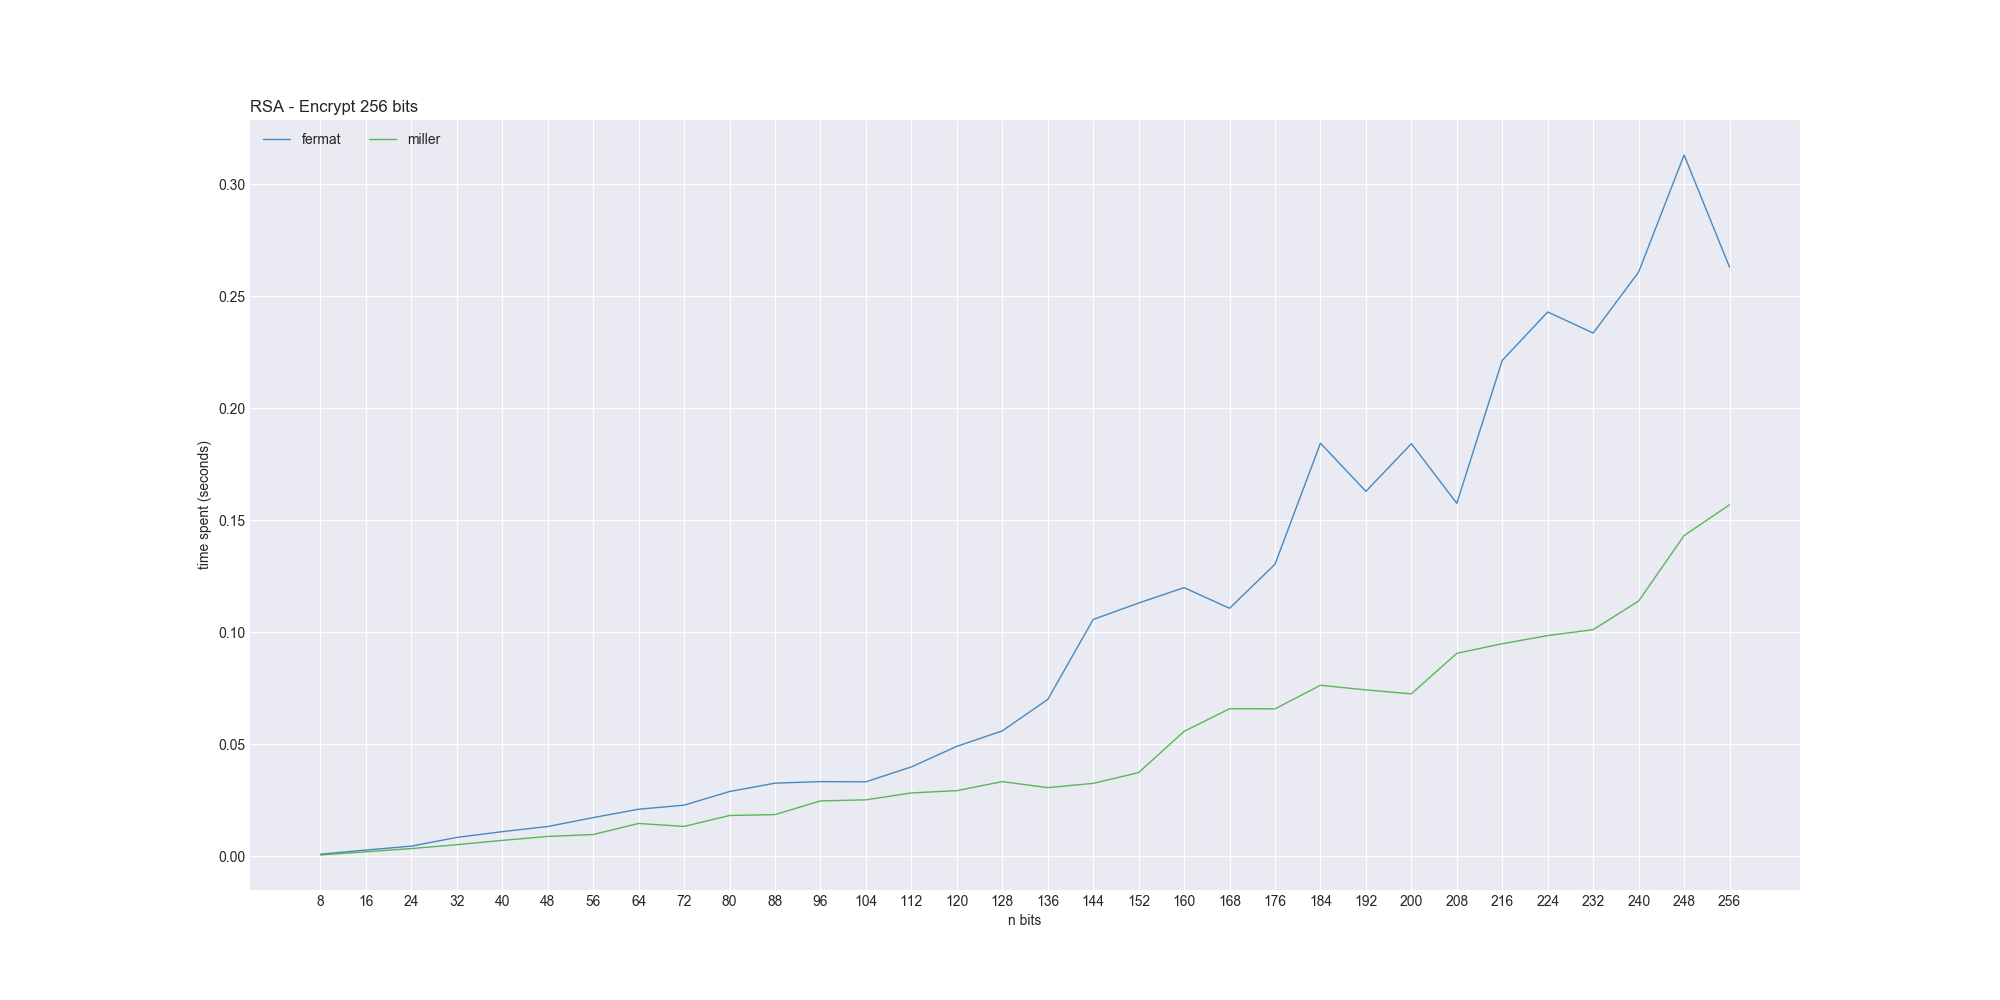 RSA - Encrypt 256 bits
fermat miller
0.30
0.25
0.20
0.15
0.10
0.05
0.00
time spent (seconds)
8 16 24 32 40 48 56 64 72 80 88 96 104 112 120 128 136 144 152 160 168 176 184 192 200 208 216 224 232 240 248 256
n bits